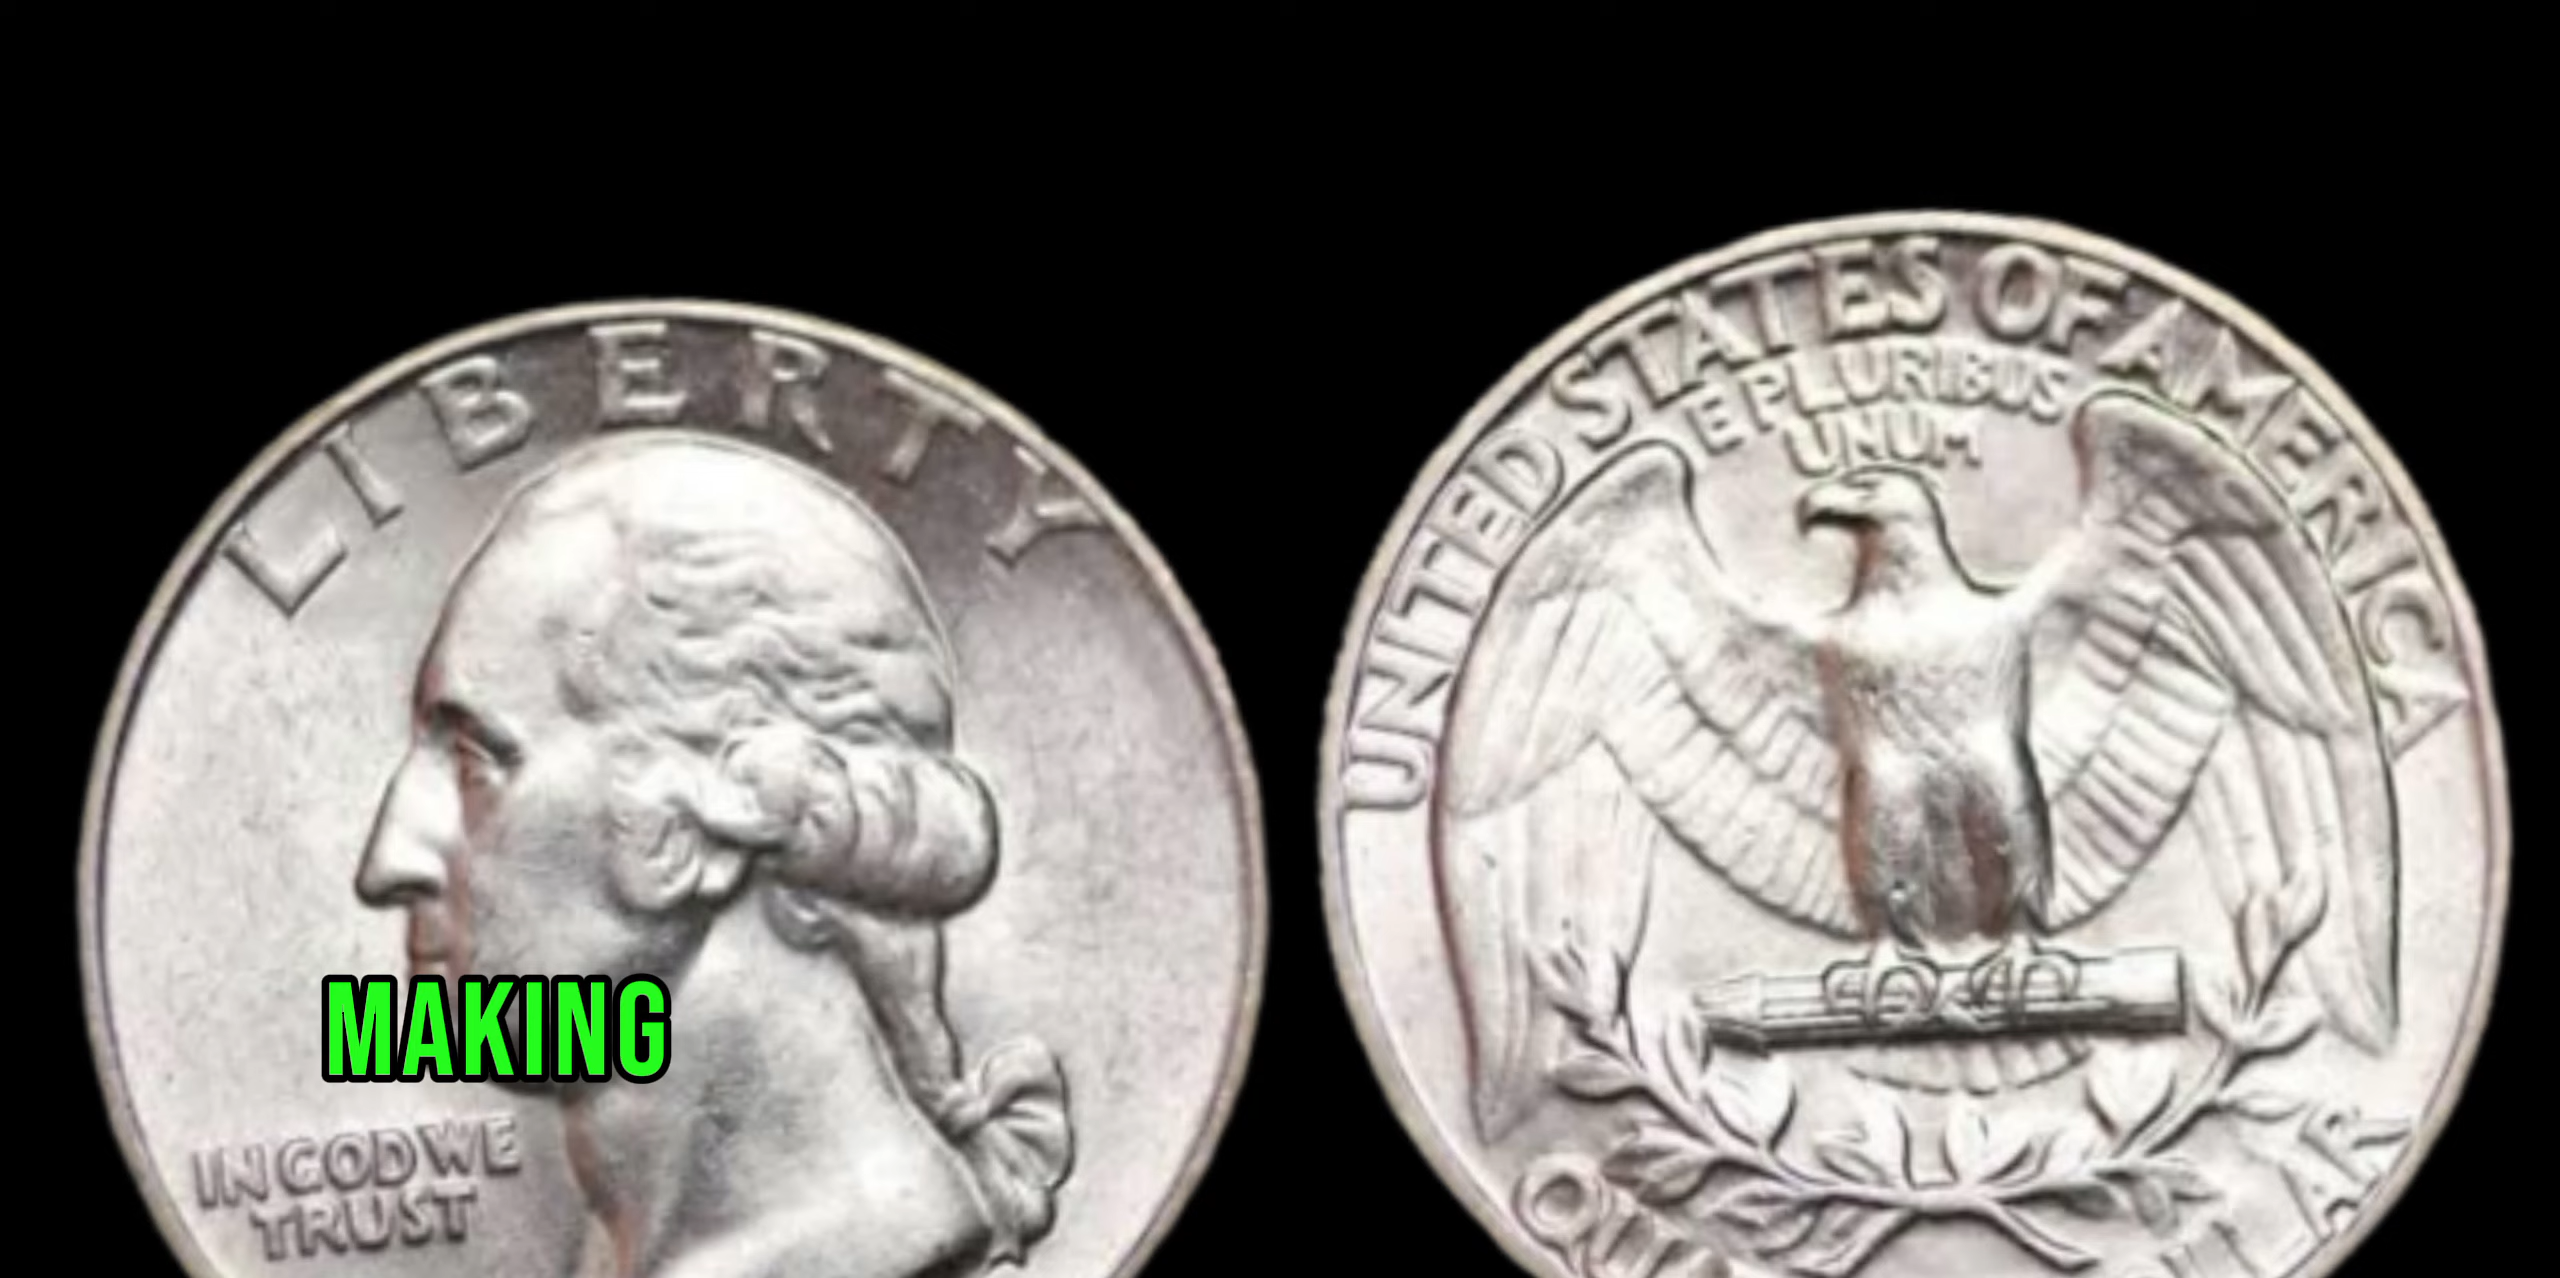 LIBERTY
IN GOD WE
TRUST
MAKING
UNITED STATES OF AMERICA
E PLURIBUS
UNUM